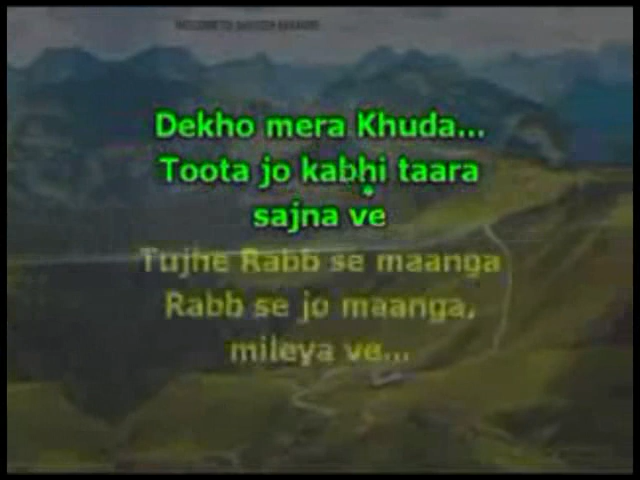 Dekho mera Khuda...
Toota jo kabhi taara
sajna ve
Tujhe Rabb se maanga
Rabb se jo maanga,
mileya ve...